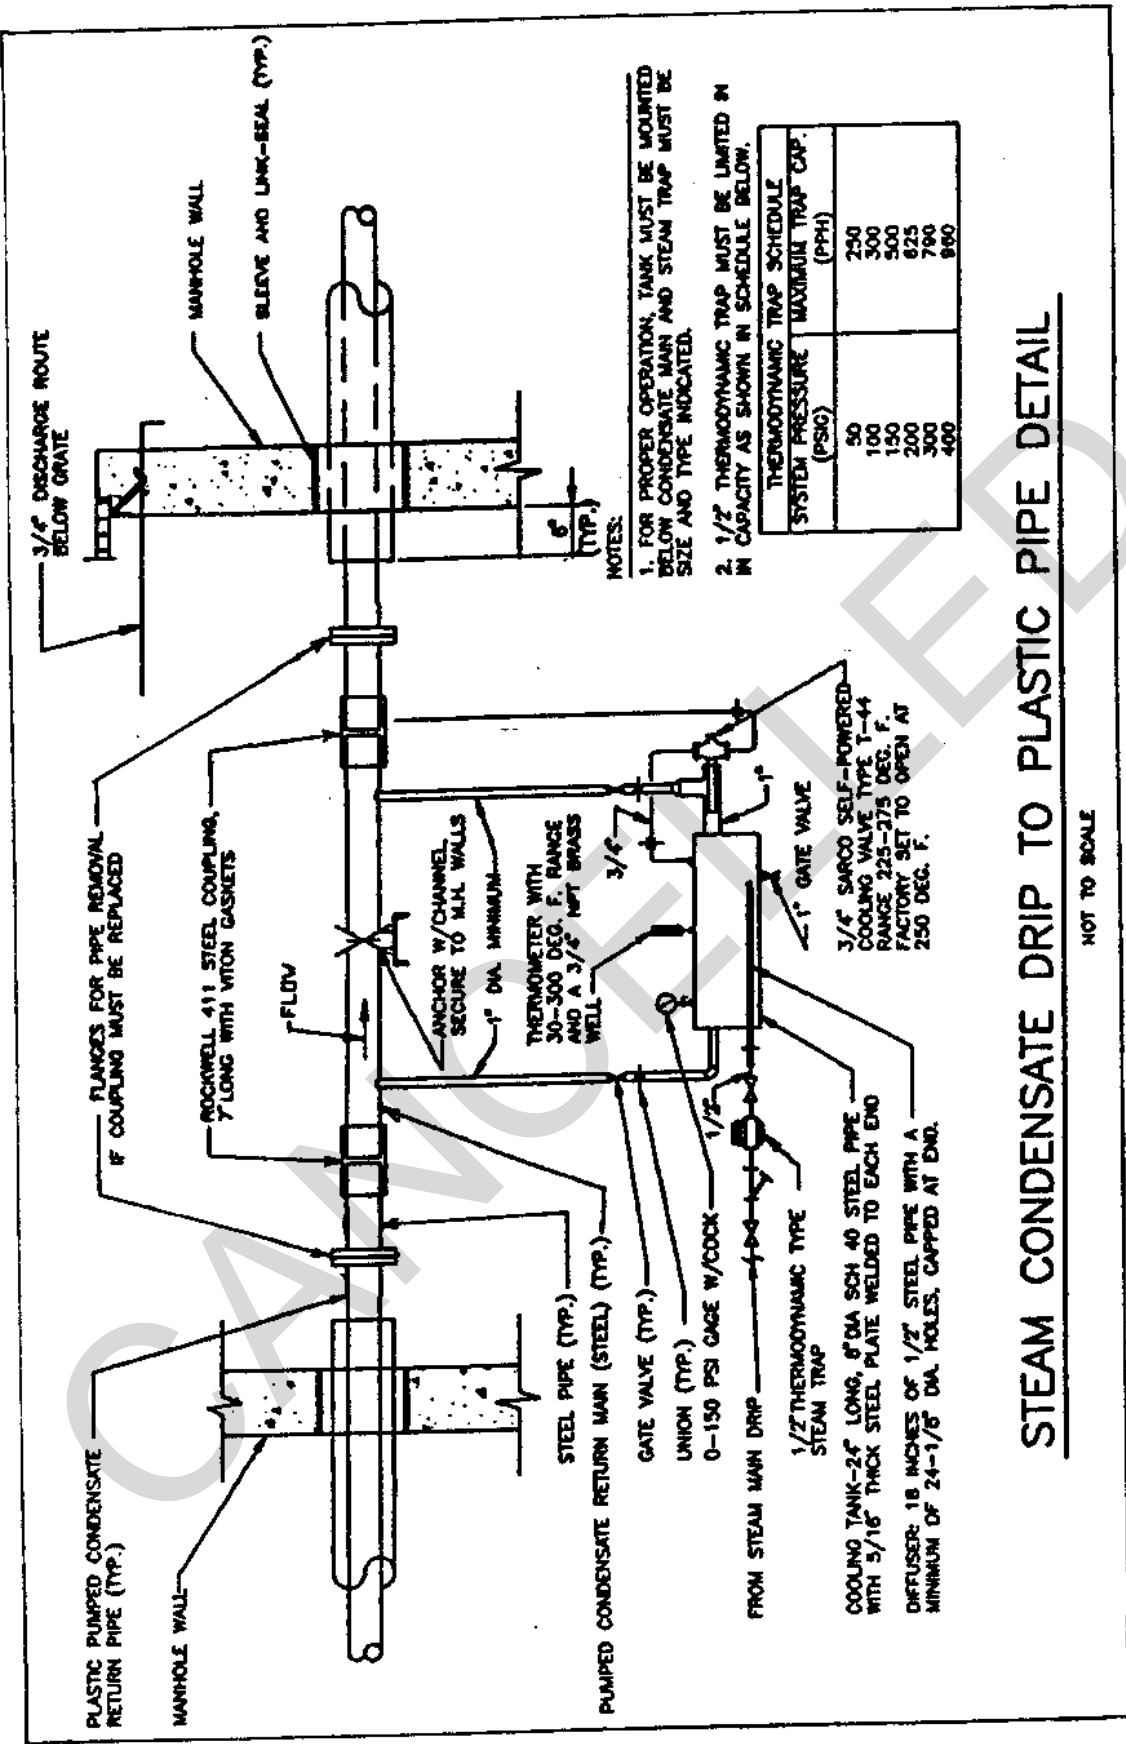 3/4" DISCHARGE ROUTE
BELOW GRATE
MANHOLE WALL
SLEEVE AND LINK-SEAL (TYP.)
FLANGES FOR PIPE REMOVAL
IF COUPLING MUST BE REPLACED
ROCKWELL 411 STEEL COUPLING,
7" LONG WITH VITON GASKETS
PLASTIC PUMPED CONDENSATE
RETURN PIPE (TYP.)
MANHOLE WALL
FLOW
ANCHOR W/CHANNEL
SECURE TO M.H. WALLS
1" DIA. MINIMUM
6"
(TYP.)
STEEL PIPE (TYP.)
PUMPED CONDENSATE RETURN MAIN (STEEL) (TYP.)
GATE VALVE (TYP.)
UNION (TYP.)
0-150 PSI GAGE W/COCK
THERMOMETER WITH
30-300 DEG. F. RANGE
AND A 3/4" NPT BRASS
WELL
3/4"
1"
1/2"
FROM STEAM MAIN DRIP
1/2" THERMODYNAMIC TYPE
STEAM TRAP
1" GATE VALVE
3/4" SARCO SELF-POWERED
COOLING VALVE TYPE T-44
RANGE 225-275 DEG. F.
FACTORY SET TO OPEN AT
250 DEG. F.
COOLING TANK-24" LONG, 8" DIA SCH 40 STEEL PIPE
WITH 5/16" THICK STEEL PLATE WELDED TO EACH END
DIFFUSER: 18 INCHES OF 1/2" STEEL PIPE WITH A
MINIMUM OF 24-1/8" DIA. HOLES, CAPPED AT END.
NOTES:
1. FOR PROPER OPERATION, TANK MUST BE MOUNTED
BELOW CONDENSATE MAIN AND STEAM TRAP MUST BE
SIZE AND TYPE INDICATED.
2. 1/2" THERMODYNAMIC TRAP MUST BE LIMITED IN
IN CAPACITY AS SHOWN IN SCHEDULE BELOW.
THERMODYNAMIC TRAP SCHEDULE
SYSTEM PRESSURE MAXIMUM TRAP CAP.
(PSIG) (PPH)
50 250
100 300
150 500
200 625
300 790
400 960
STEAM CONDENSATE DRIP TO PLASTIC PIPE DETAIL
NOT TO SCALE
CANCELLED